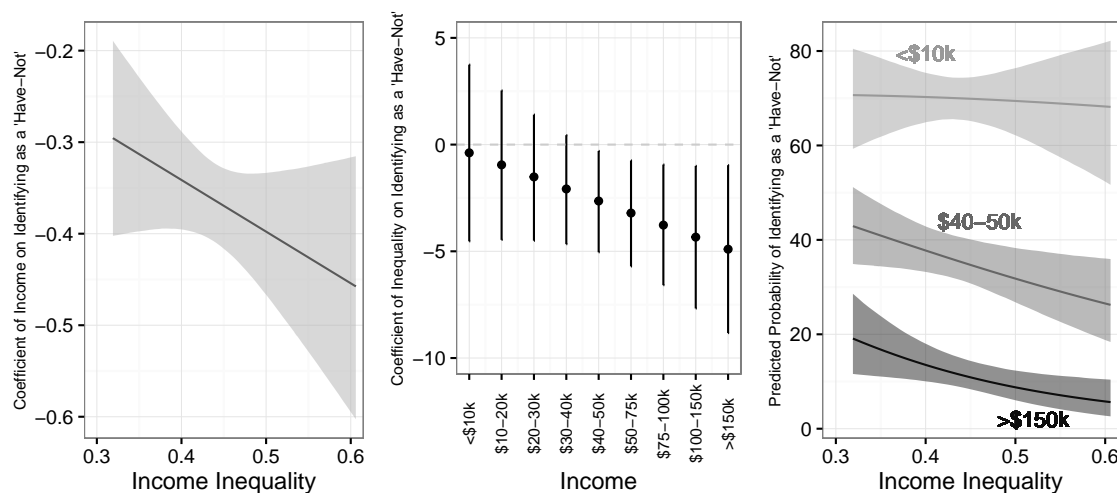 Coefficient of Income on Identifying as a 'Have−Not'
−0.2
−0.3
−0.4
−0.5
−0.6
0.3 0.4 0.5 0.6
Income Inequality
Coefficient of Inequality on Identifying as a 'Have−Not'
5
0
−5
−10
<$10k
$10−20k
$20−30k
$30−40k
$40−50k
$50−75k
$75−100k
$100−150k
>$150k
Income
Predicted Probability of Identifying as a 'Have−Not'
80
60
40
20
0
<$10k
$40−50k
>$150k
0.3 0.4 0.5 0.6
Income Inequality